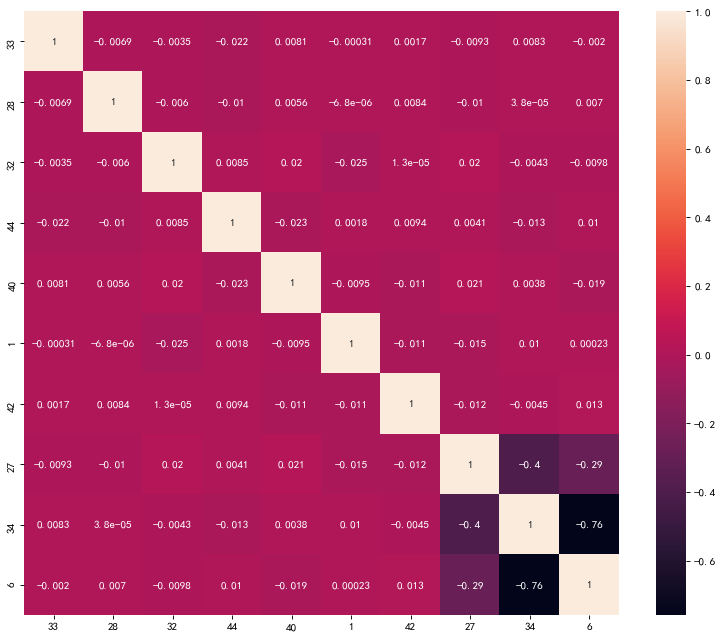 33 1 −0.0069 −0.0035 −0.022 0.0081 −0.00031 0.0017 −0.0093 0.0083 −0.002
28 −0.0069 1 −0.006 −0.01 0.0056 −6.8e−06 0.0084 −0.01 3.8e−05 0.007
32 −0.0035 −0.006 1 0.0085 0.02 −0.025 1.3e−05 0.02 −0.0043 −0.0098
44 −0.022 −0.01 0.0085 1 −0.023 0.0018 0.0094 0.0041 −0.013 0.01
40 0.0081 0.0056 0.02 −0.023 1 −0.0095 −0.011 0.021 0.0038 −0.019
1 −0.00031 −6.8e−06 −0.025 0.0018 −0.0095 1 −0.011 −0.015 0.01 0.00023
42 0.0017 0.0084 1.3e−05 0.0094 −0.011 −0.011 1 −0.012 −0.0045 0.013
27 −0.0093 −0.01 0.02 0.0041 0.021 −0.015 −0.012 1 −0.4 −0.29
34 0.0083 3.8e−05 −0.0043 −0.013 0.0038 0.01 −0.0045 −0.4 1 −0.76
6 −0.002 0.007 −0.0098 0.01 −0.019 0.00023 0.013 −0.29 −0.76 1
33 28 32 44 40 1 42 27 34 6
1.0
0.8
0.6
0.4
0.2
0.0
−0.2
−0.4
−0.6